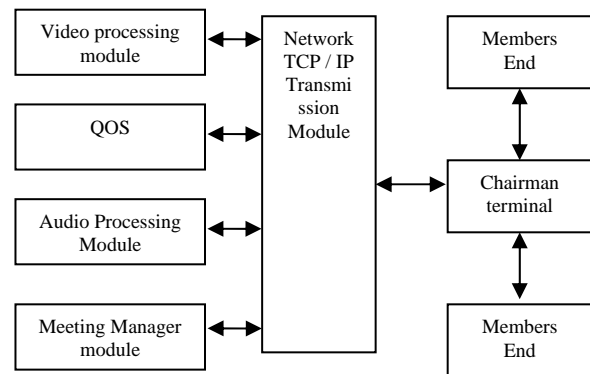 Video processing
module
QOS
Audio Processing
Module
Meeting Manager
module
Network
TCP / IP
Transmi
ssion
Module
Members
End
Chairman
terminal
Members
End